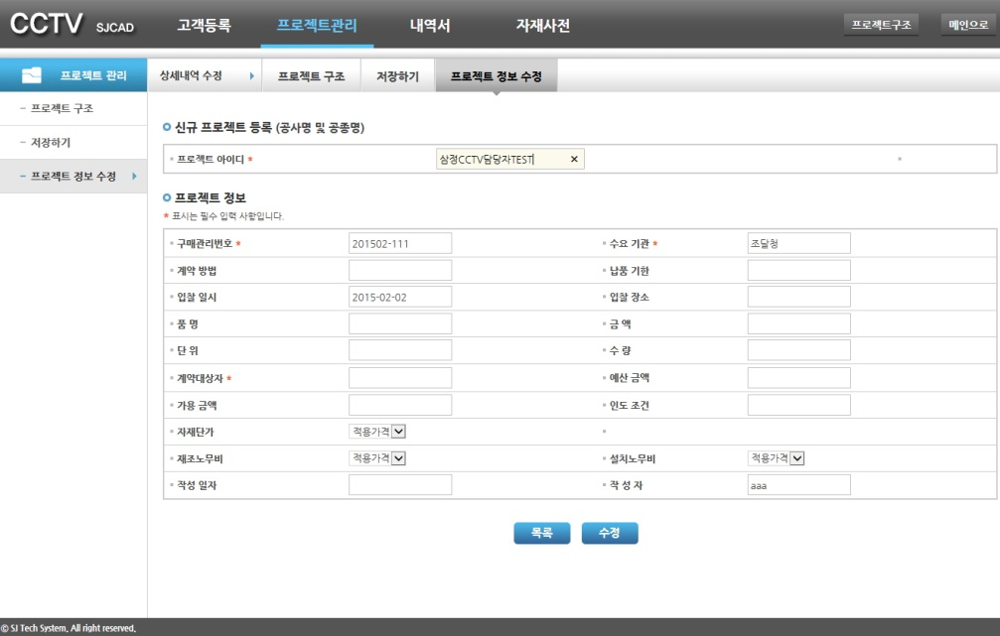 CCTV SJCAD 고객등록 프로젝트관리 내역서 자재사전 프로젝트구조 메인으로
프로젝트 관리 상세내역 수정 프로젝트 구조 저장하기 프로젝트 정보 수정
- 프로젝트 구조
- 저장하기
- 프로젝트 정보 수정
신규 프로젝트 등록 (공사명 및 공종명)
프로젝트 아이디 * 삼정CCTV담당자TEST ×
프로젝트 정보
* 표시는 필수 입력 사항입니다.
구매관리번호 * 201502-111 수요 기관 * 조달청
계약 방법 납품 기한
입찰 일시 2015-02-02 입찰 장소
품 명 금 액
단 위 수 량
계약대상자 * 예산 금액
가용 금액 인도 조건
자재단가 적용가격
재조노무비 적용가격 설치노무비 적용가격
작성 일자 작 성 자 aaa
목록 수정
© SJ Tech System. All right reserved.